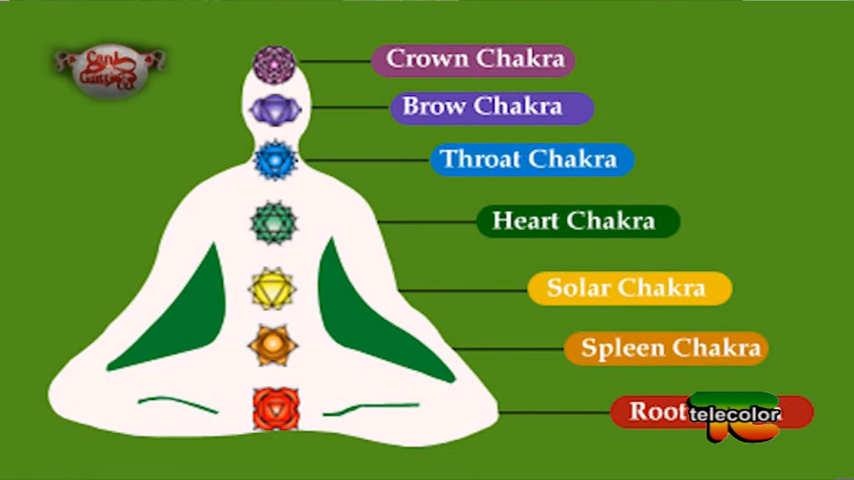 Crown Chakra
Brow Chakra
Throat Chakra
Heart Chakra
Solar Chakra
Spleen Chakra
Root
telecolor